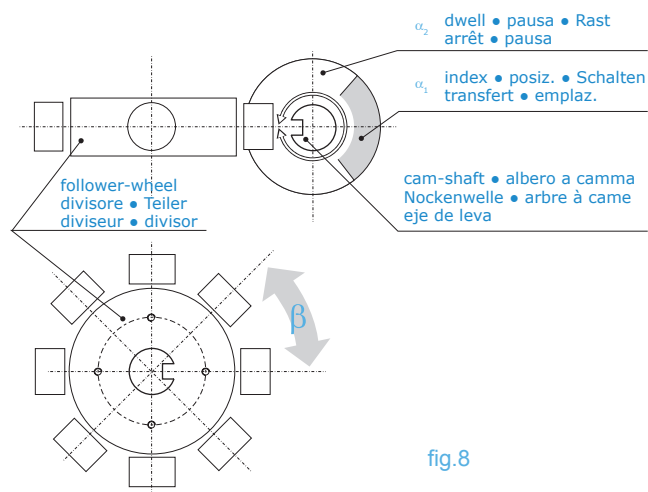 α₂ dwell ● pausa ● Rast
arrêt ● pausa
α₁ index ● posiz. ● Schalten
transfert ● emplaz.
cam-shaft ● albero a camma
Nockenwelle ● arbre à came
eje de leva
follower-wheel
divisore ● Teiler
diviseur ● divisor
β
fig.8